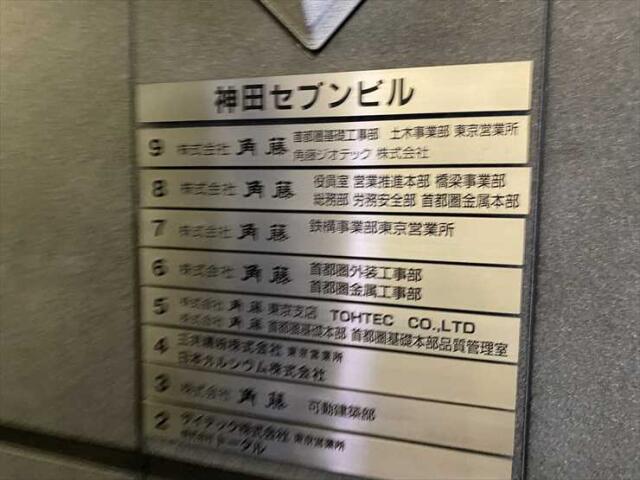 神田セブンビル
9 株式会社 角藤 首都圏基礎工事部 土木事業部 東京営業所
角藤ジオテック 株式会社
8 株式会社 角藤 役員室 営業推進本部 橋梁事業部
総務部 労務安全部 首都圏金属本部
7 株式会社 角藤 鉄構事業部東京営業所
6 株式会社 角藤 首都圏外装工事部
首都圏金属工事部
5 株式会社 角藤 東京支店 TOHTEC CO.,LTD
株式会社 角藤 首都圏基礎本部 首都圏基礎本部品質管理室
4 三共精粉株式会社 東京営業所
日本カルシウム株式会社
3 株式会社 角藤 可動建築部
2 株式会社 東京営業所